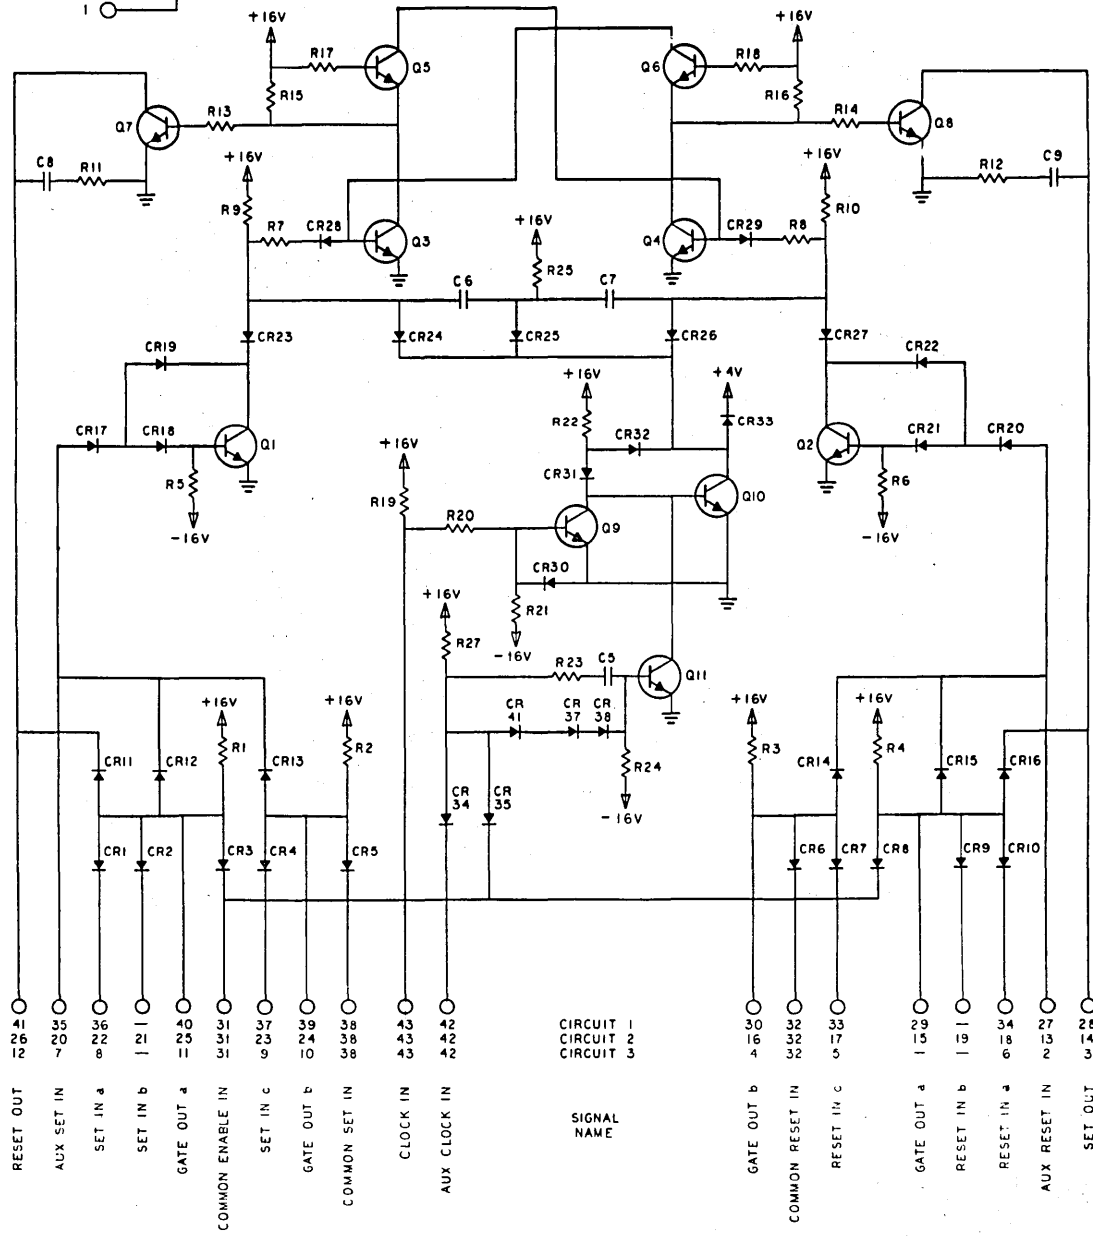 1
+16V
+16V
R17
Q5
Q6
R18
R15
R16
Q7
R13
R14
Q8
C8
R11
+16V
+16V
R12
C9
R9
R7
CR28
Q3
+16V
Q4
CR29
R8
R10
C6
R25
C7
CR23
CR24
CR25
CR26
CR27
CR19
CR22
+16V
+4V
R22
CR33
CR17
CR18
Q1
CR32
Q2
CR21
CR20
+16V
CR31
R5
R19
Q10
R6
-16V
R20
Q9
-16V
CR30
+16V
R21
R27
-16V
R23
C5
Q11
+16V
+16V
CR
41
CR
37
CR
38
+16V
+16V
R1
R2
R3
R4
CR11
CR12
CR13
R24
CR14
CR15
CR16
CR
34
CR
35
-16V
CR1
CR2
CR3
CR4
CR5
CR6
CR7
CR8
CR9
CR10
41 35 36 — 40 31 37 39 38 43 42 CIRCUIT 1 30 32 33 29 — 34 27 28
26 20 22 21 25 31 23 24 38 43 42 CIRCUIT 2 16 32 17 15 19 18 13 14
12 7 8 — 11 31 9 10 38 43 42 CIRCUIT 3 4 32 5 — — 6 2 3
SIGNAL
NAME
RESET OUT
AUX SET IN
SET IN a
SET IN b
GATE OUT a
COMMON ENABLE IN
SET IN c
GATE OUT b
COMMON SET IN
CLOCK IN
AUX CLOCK IN
GATE OUT b
COMMON RESET IN
RESET IN c
GATE OUT a
RESET IN b
RESET IN a
AUX RESET IN
SET OUT